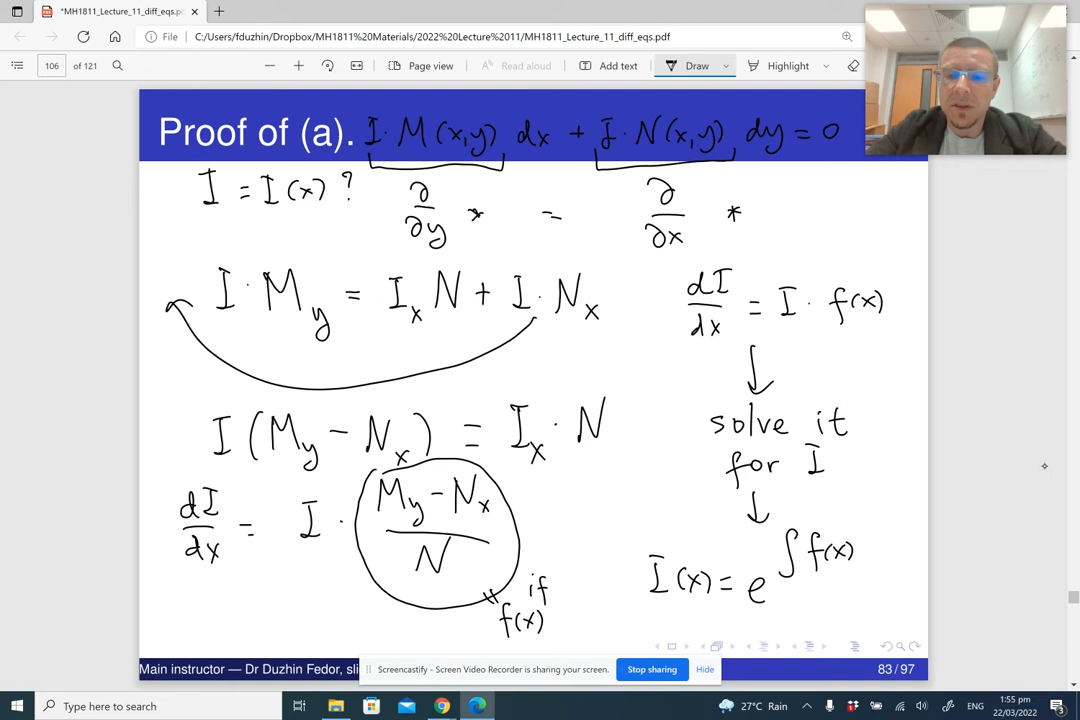 *MH1811_Lecture_11_diff_eqs.pdf
File C:/Users/fduzhin/Dropbox/MH1811%20Materials/2022%20Lecture%2011/MH1811_Lecture_11_diff_eqs.pdf
106 of 121 Page view Read aloud Add text Draw Highlight
Proof of (a). I · M(x,y) dx + I · N(x,y) dy = 0
I = I(x) ? ∂/∂y * = ∂/∂x *
I · M_y = I_x N + I · N_x
dI/dx = I · f(x)
I (M_y − N_x) = I_x · N
solve it
for I
dI/dx = I · (M_y − N_x)/N
I(x) = e^∫f(x)
if
f(x)
Main instructor — Dr Duzhin Fedor, sli
Screencastify - Screen Video Recorder is sharing your screen. Stop sharing Hide
83 / 97
Type here to search
27°C Rain
ENG
1:55 pm
22/03/2022
3